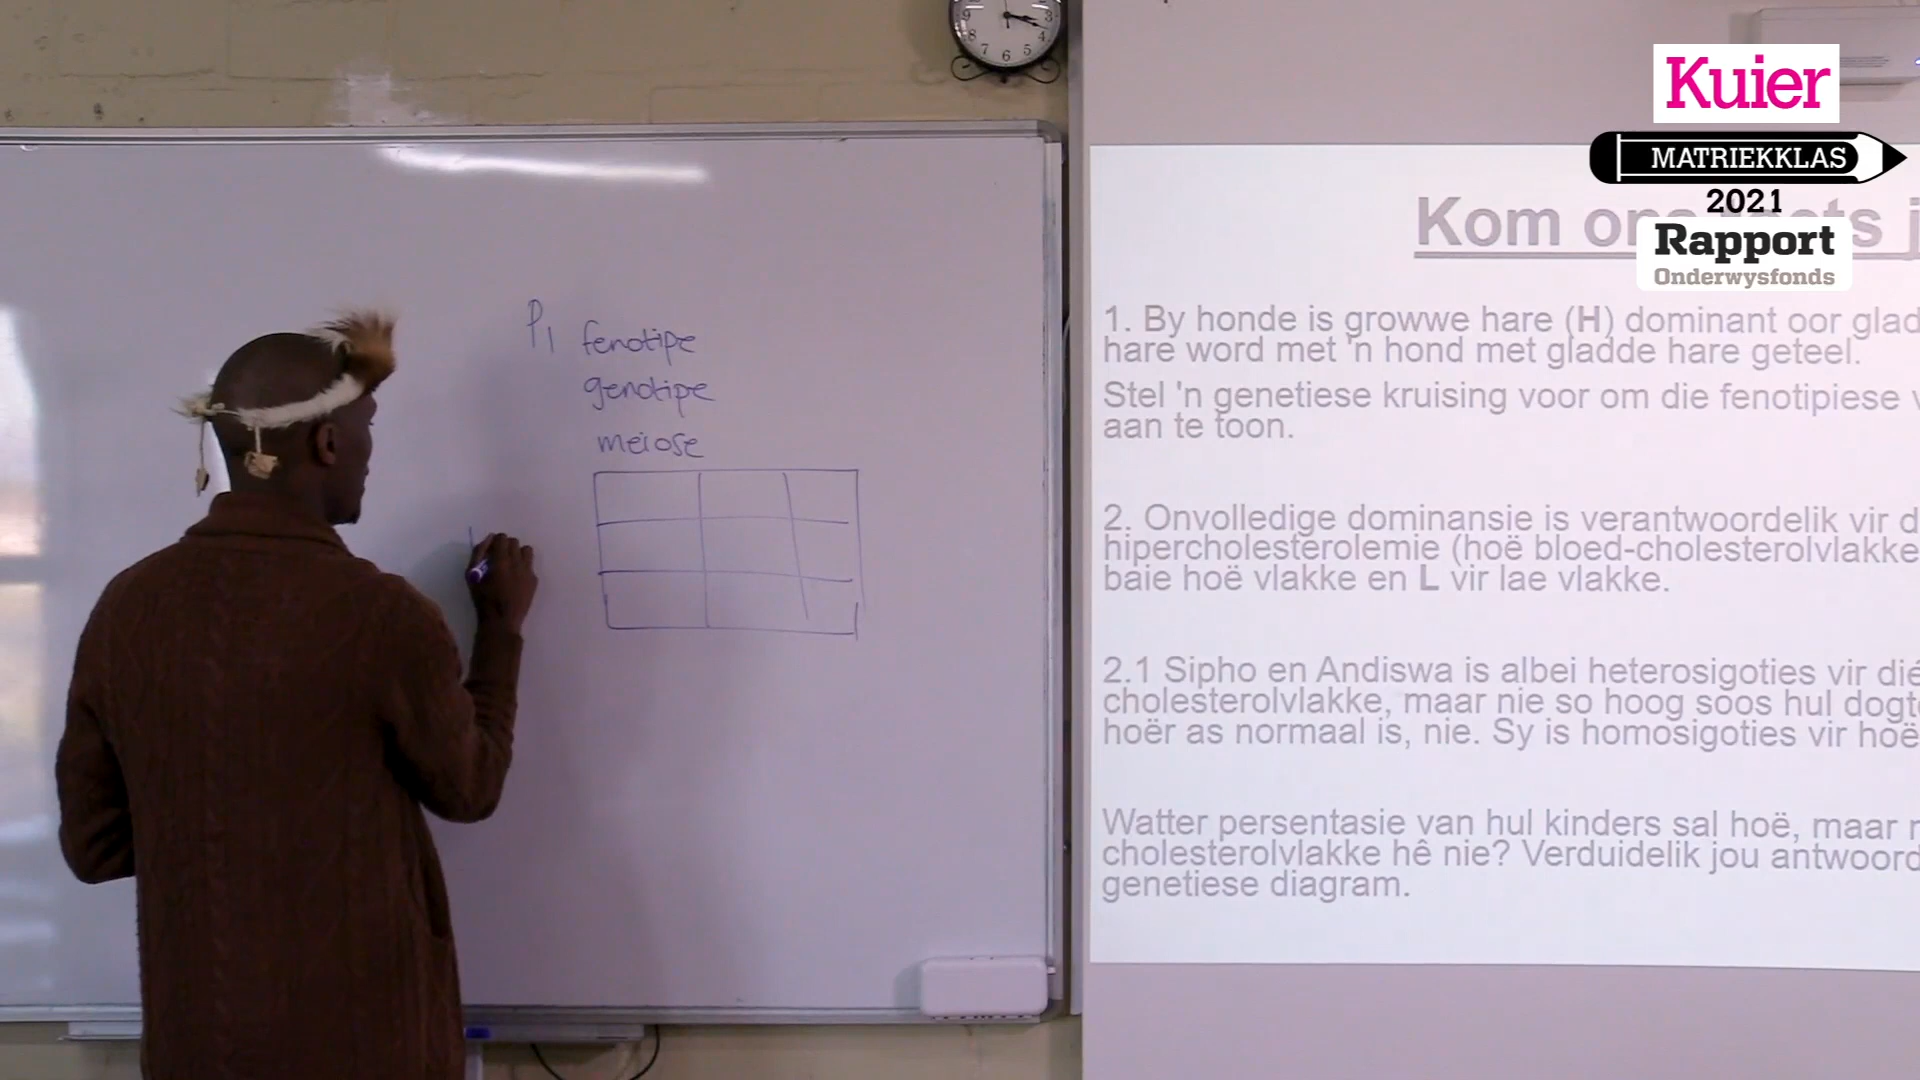 P1 fenotipe
genotipe
meiose
Kuier
MATRIEKKLAS
2021
Rapport
Onderwysfonds
Kom ons
1. By honde is growwe hare (H) dominant oor glad
hare word met 'n hond met gladde hare geteel.
Stel 'n genetiese kruising voor om die fenotipiese v
aan te toon.
2. Onvolledige dominansie is verantwoordelik vir d
hipercholesterolemie (hoë bloed-cholesterolvlakke
baie hoë vlakke en L vir lae vlakke.
2.1 Sipho en Andiswa is albei heterosigoties vir dié
cholesterolvlakke, maar nie so hoog soos hul dogt
hoër as normaal is, nie. Sy is homosigoties vir hoë
Watter persentasie van hul kinders sal hoë, maar
cholesterolvlakke hê nie? Verduidelik jou antwoord
genetiese diagram.